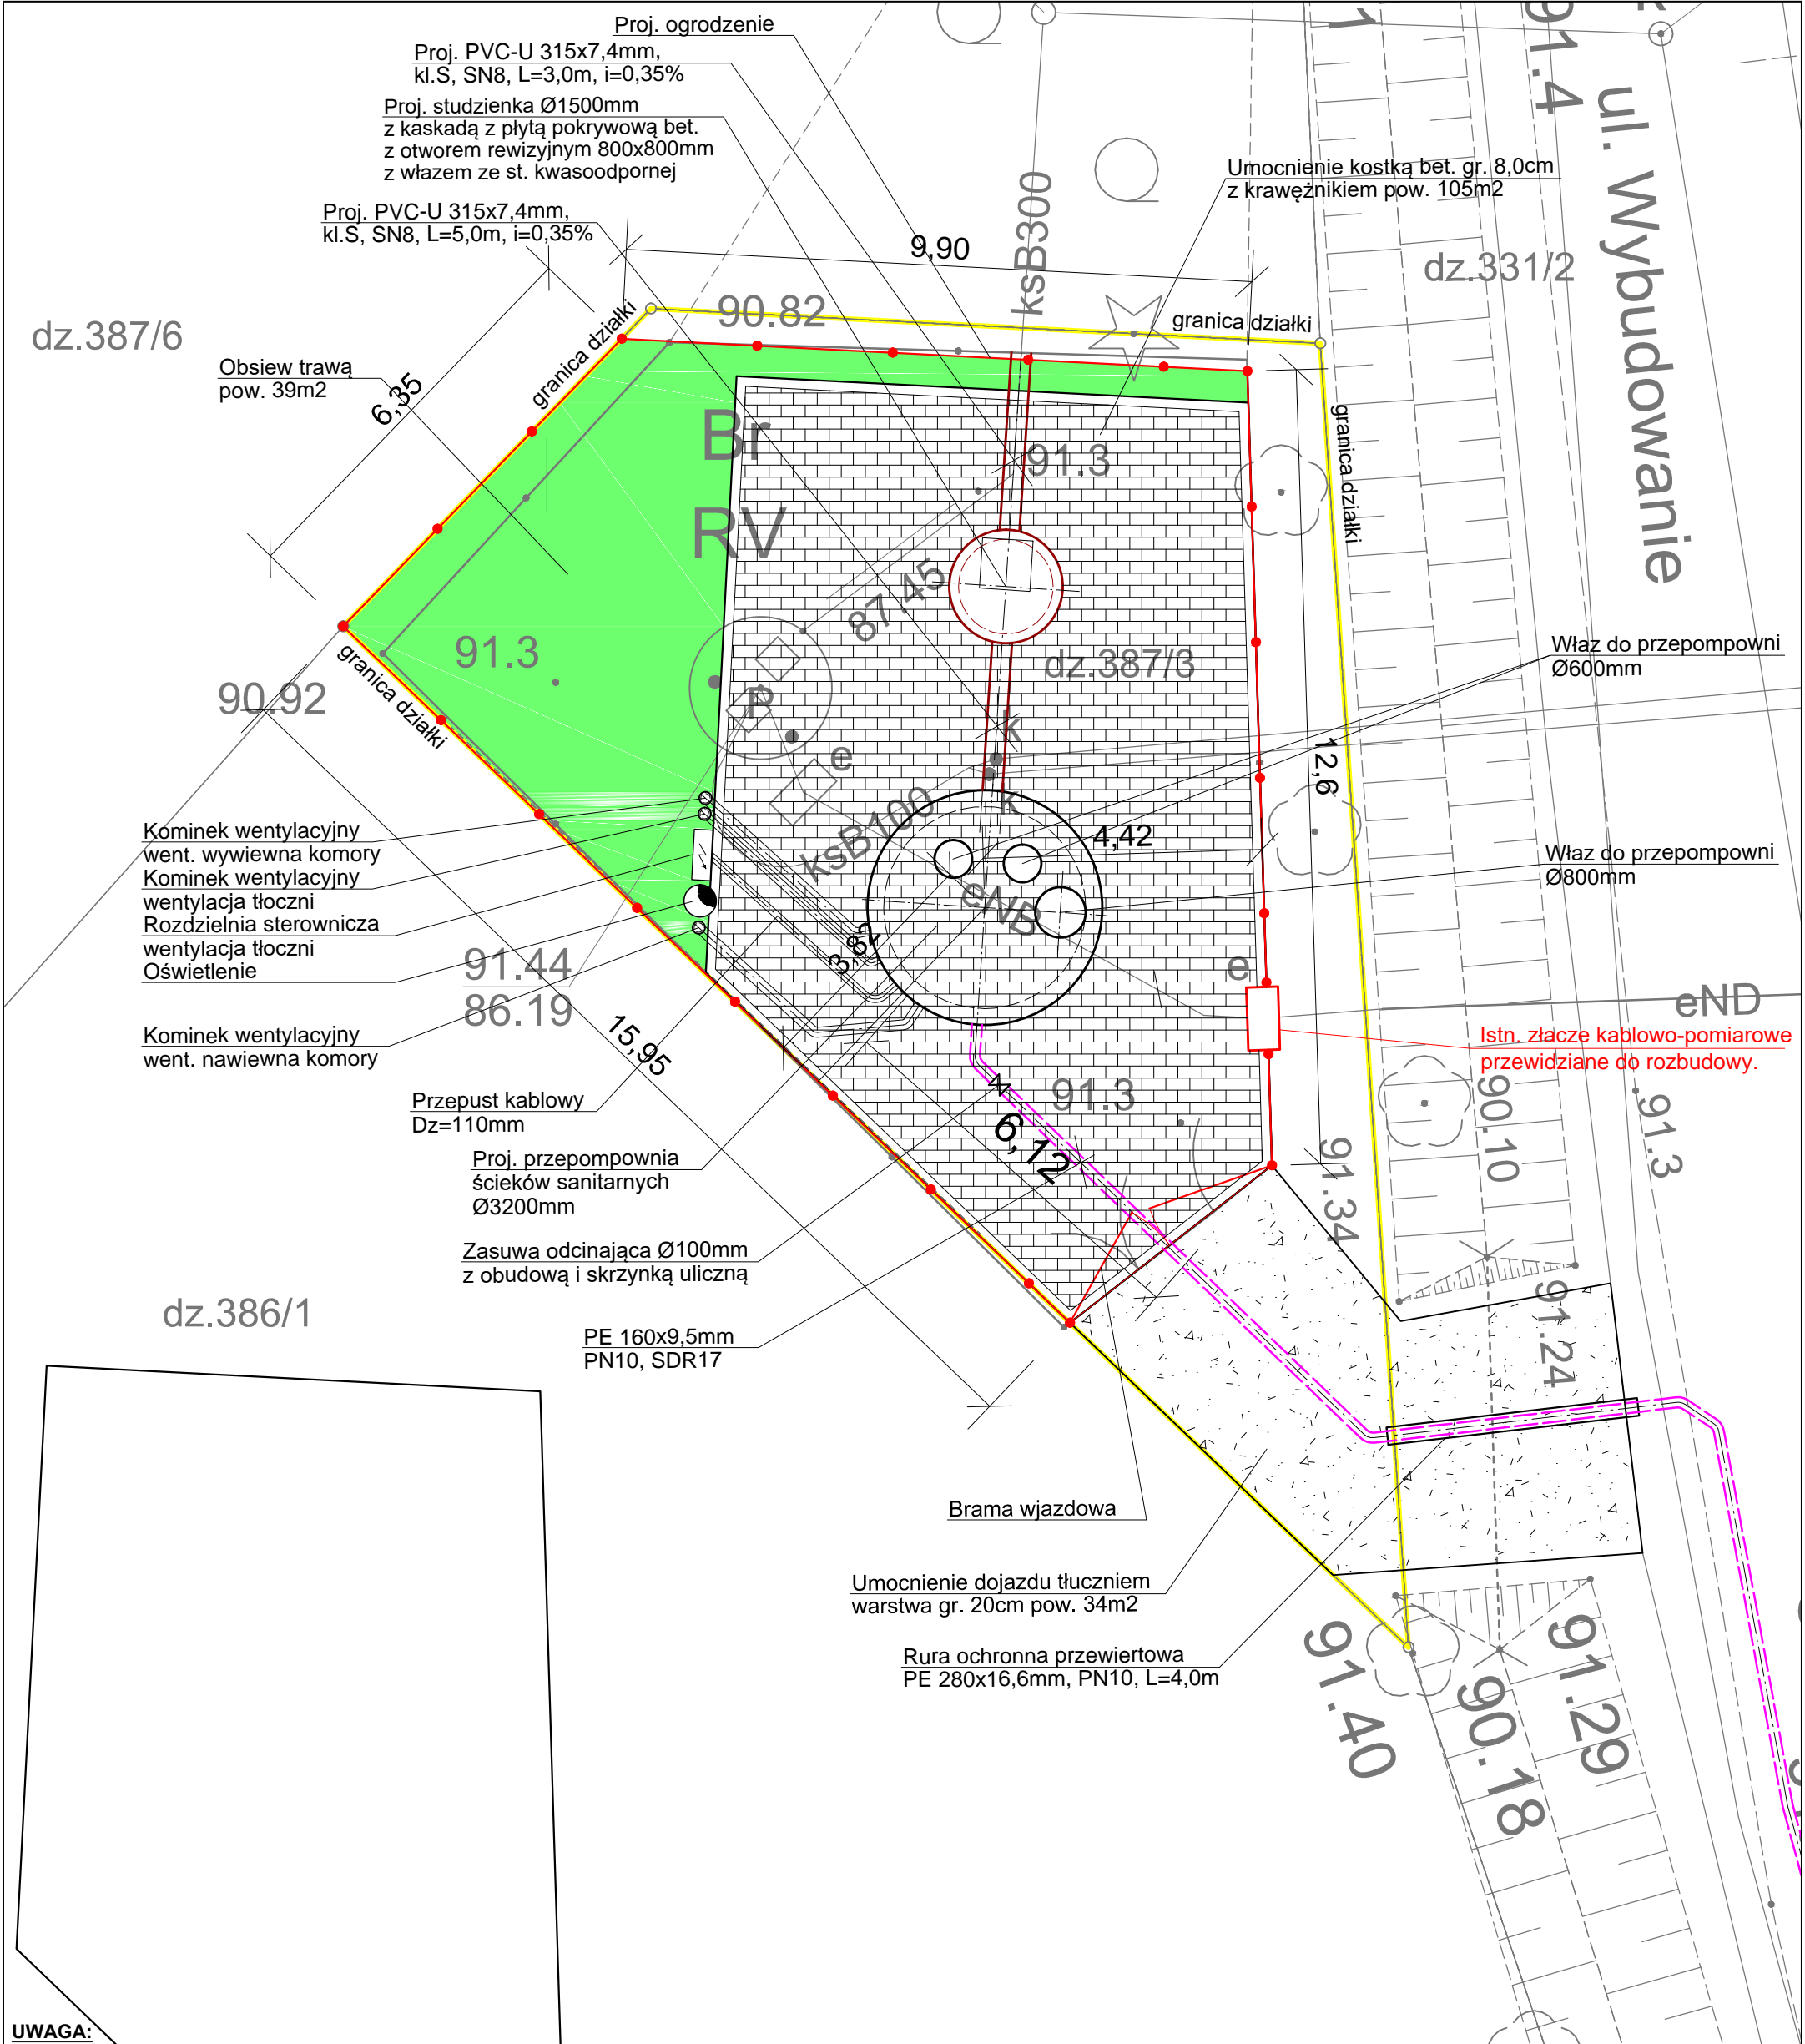 Proj. ogrodzenie
Proj. PVC-U 315x7,4mm,
kl.S, SN8, L=3,0m, i=0,35%
Proj. studzienka Ø1500mm
z kaskadą z płytą pokrywową bet.
z otworem rewizyjnym 800x800mm
z włazem ze st. kwasoodpornej
Proj. PVC-U 315x7,4mm,
kl.S, SN8, L=5,0m, i=0,35%
Umocnienie kostką bet. gr. 8,0cm
z krawężnikiem pow. 105m2
91.4
ul. Wybudowanie
ksB300
9,90
dz.331/2
dz.387/6
90.82
granica działki
granica działki
granica działki
Obsiew trawą
pow. 39m2
6,35
Br
RV
91.3
87.45
91.3
dz.387/3
Właz do przepompowni
Ø600mm
90.92
granica działki
P
e
k
k
12,6
ksB100
4,42
eNB
3,82
Właz do przepompowni
Ø800mm
Kominek wentylacyjny
went. wywiewna komory
Kominek wentylacyjny
wentylacja tłoczni
Rozdzielnia sterownicza
wentylacja tłoczni
Oświetlenie
91.44
86.19
e
eND
Istn. złacze kablowo-pomiarowe
przewidziane do rozbudowy.
Kominek wentylacyjny
went. nawiewna komory
15,95
91.3
6,12
90.10
91.3
91.34
Przepust kablowy
Dz=110mm
Proj. przepompownia
ścieków sanitarnych
Ø3200mm
Zasuwa odcinająca Ø100mm
z obudową i skrzynką uliczną
dz.386/1
91.24
PE 160x9,5mm
PN10, SDR17
Brama wjazdowa
Umocnienie dojazdu tłuczniem
warstwa gr. 20cm pow. 34m2
Rura ochronna przewiertowa
PE 280x16,6mm, PN10, L=4,0m
91.40
90.18
91.29
UWAGA: